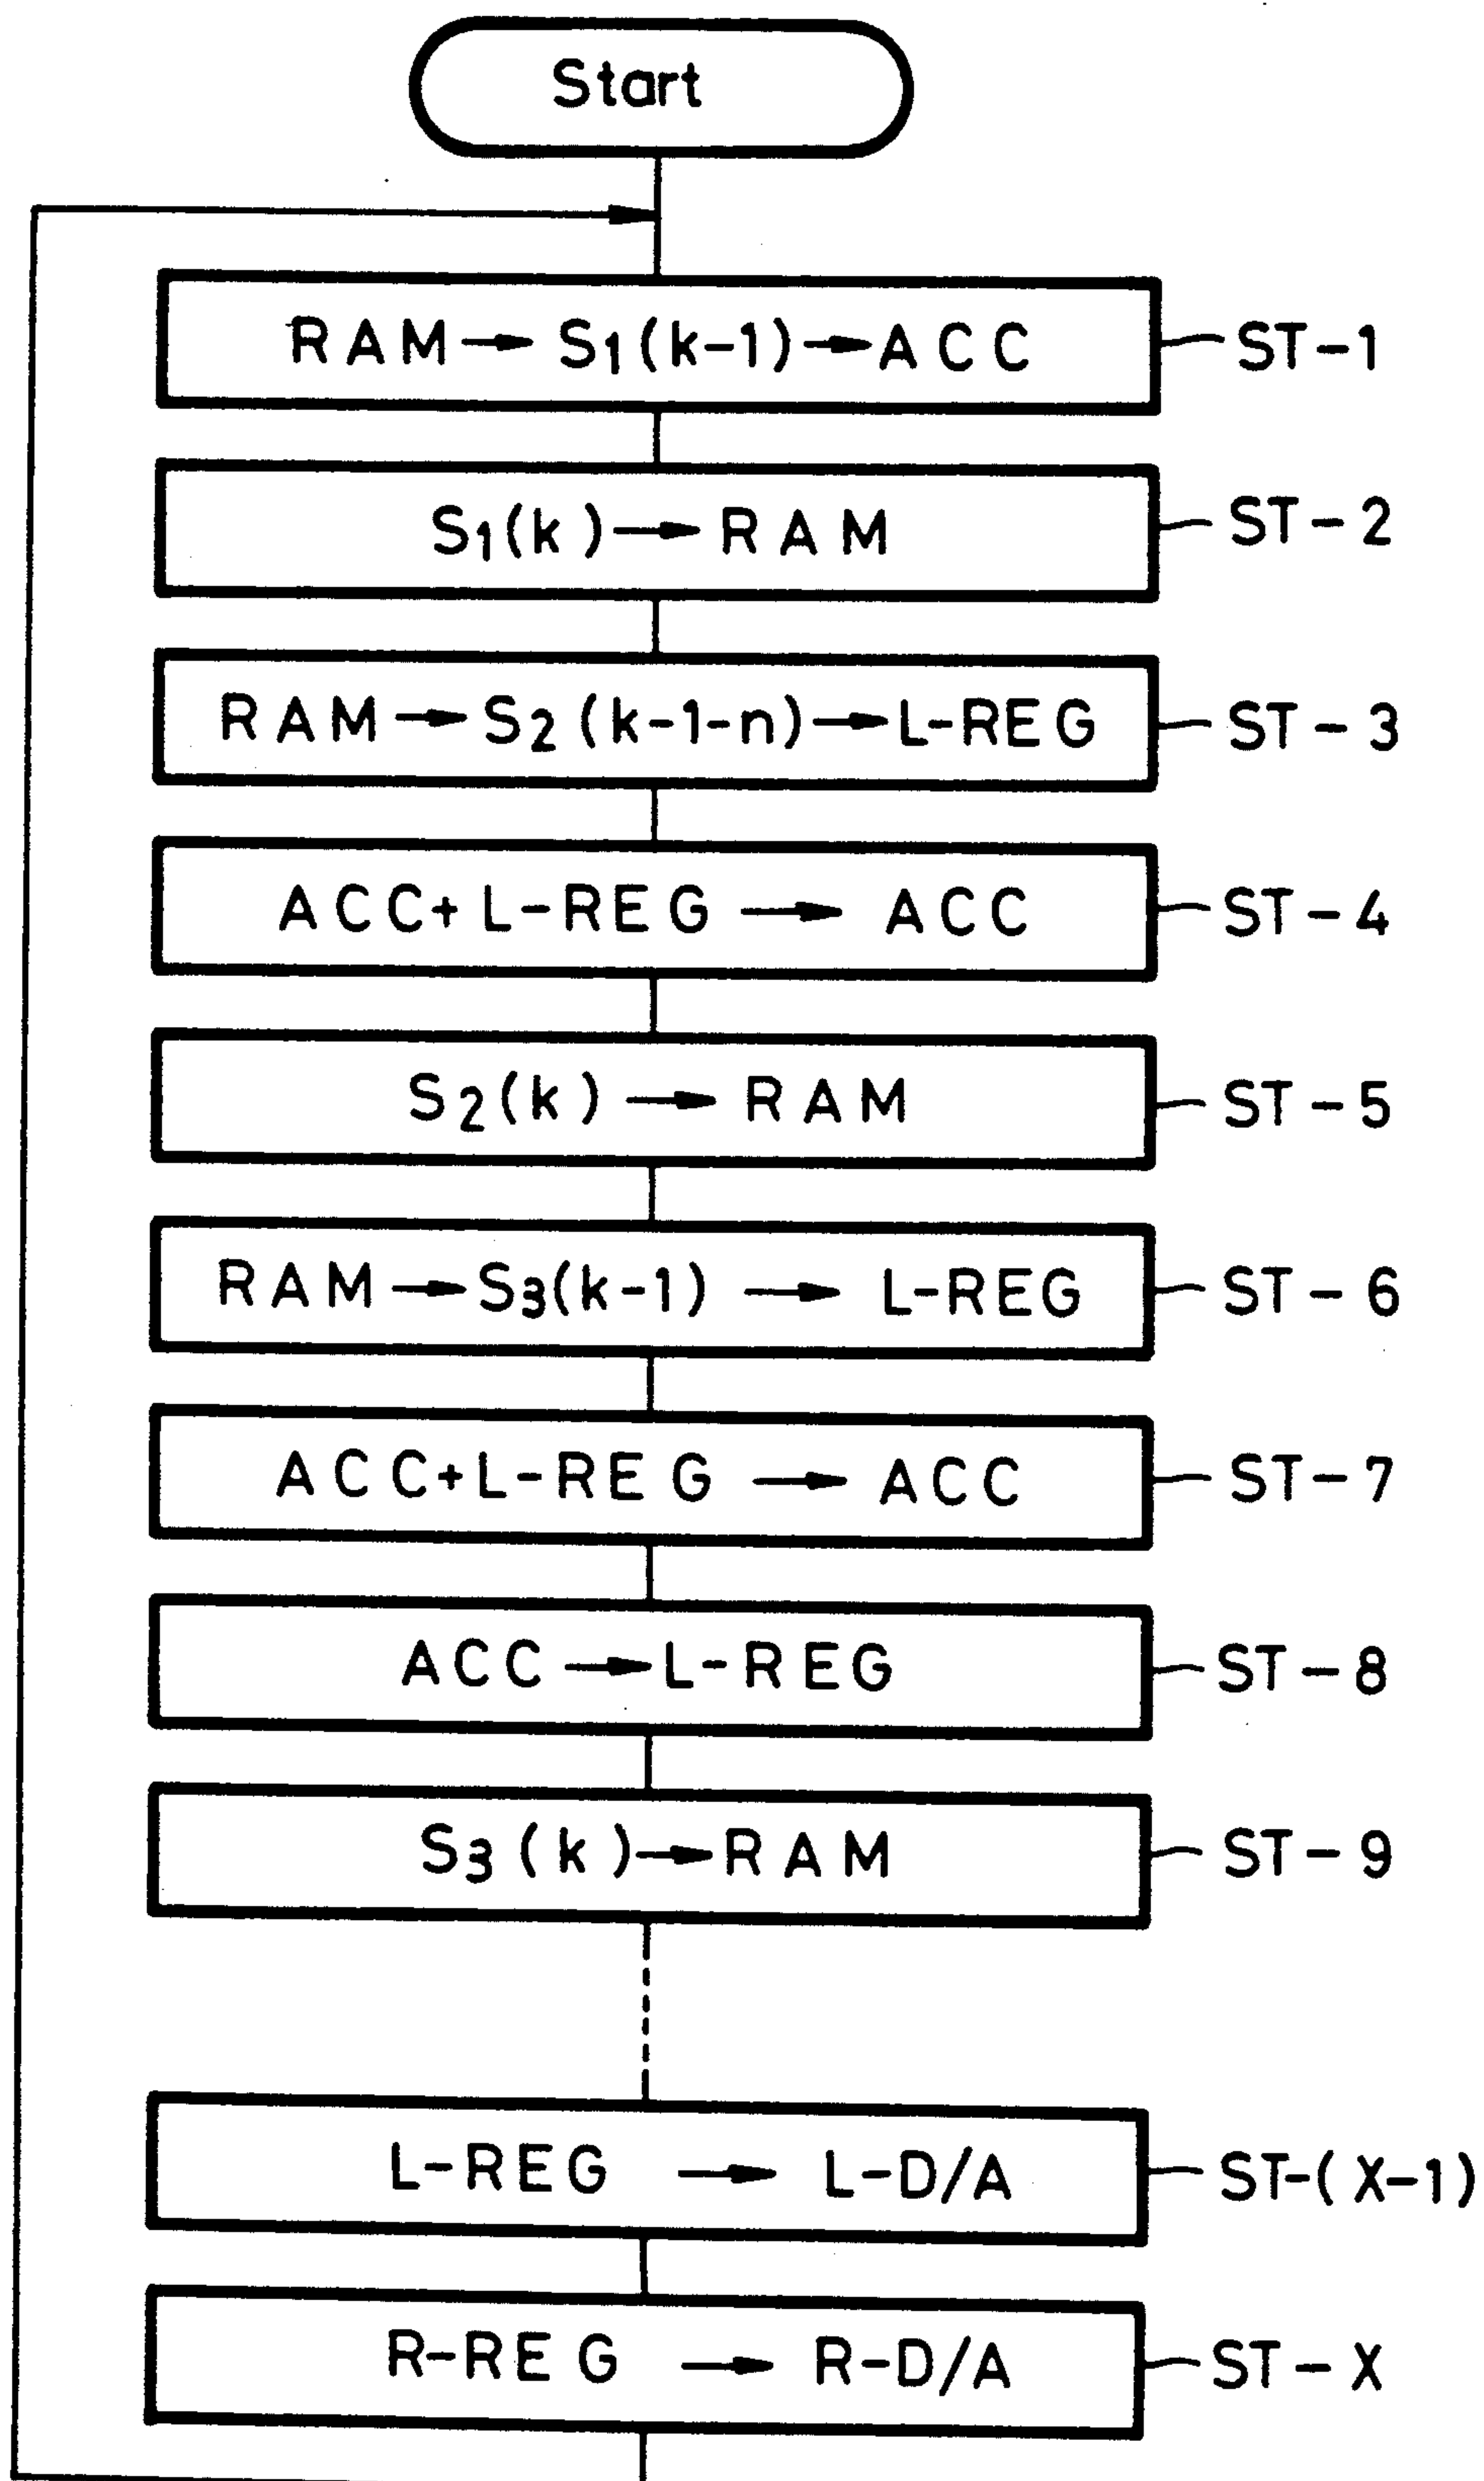 Start
RAM → S₁(k-1) → ACC ST-1
S₁(k) → RAM ST-2
RAM → S₂(k-1-n) → L-REG ST-3
ACC+L-REG → ACC ST-4
S₂(k) → RAM ST-5
RAM → S₃(k-1) → L-REG ST-6
ACC+L-REG → ACC ST-7
ACC → L-REG ST-8
S₃(k) → RAM ST-9
L-REG → L-D/A ST-(X-1)
R-REG → R-D/A ST-X